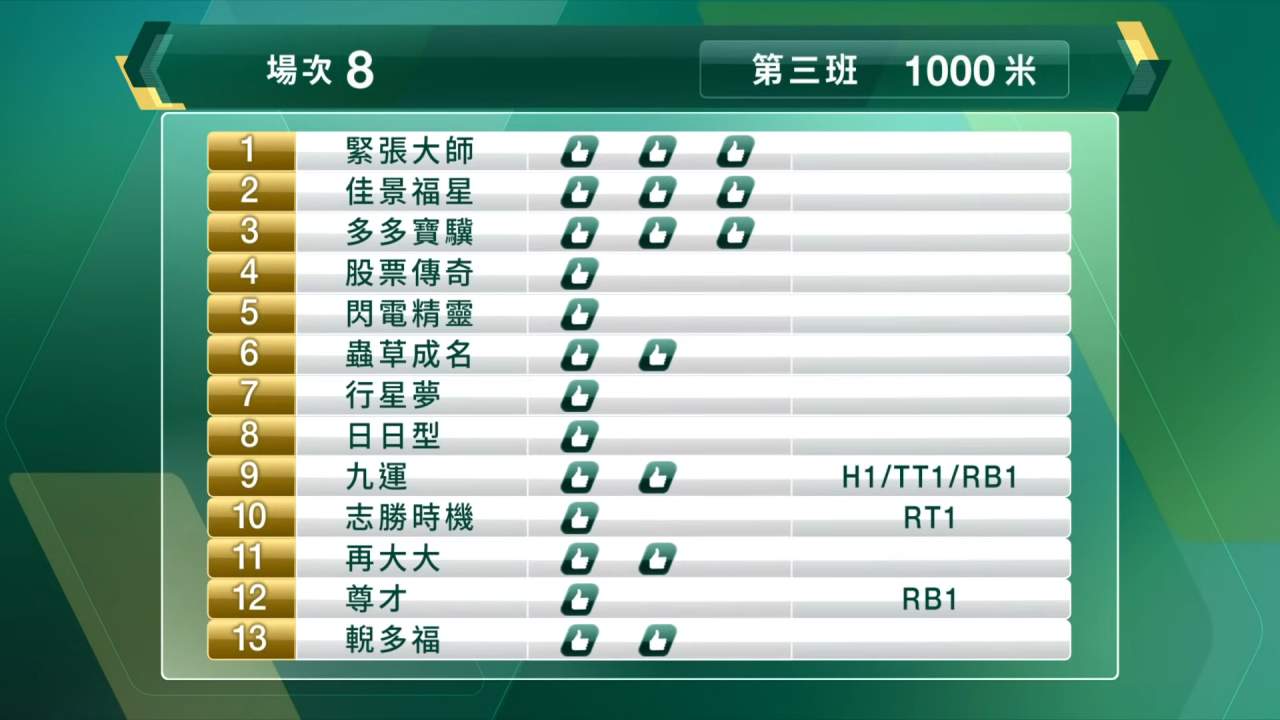 場次 8 第三班 1000 米
1 緊張大師
2 佳景福星
3 多多寶驥
4 股票傳奇
5 閃電精靈
6 蟲草成名
7 行星夢
8 日日型
9 九運 H1/TT1/RB1
10 志勝時機 RT1
11 再大大
12 尊才 RB1
13 輗多福